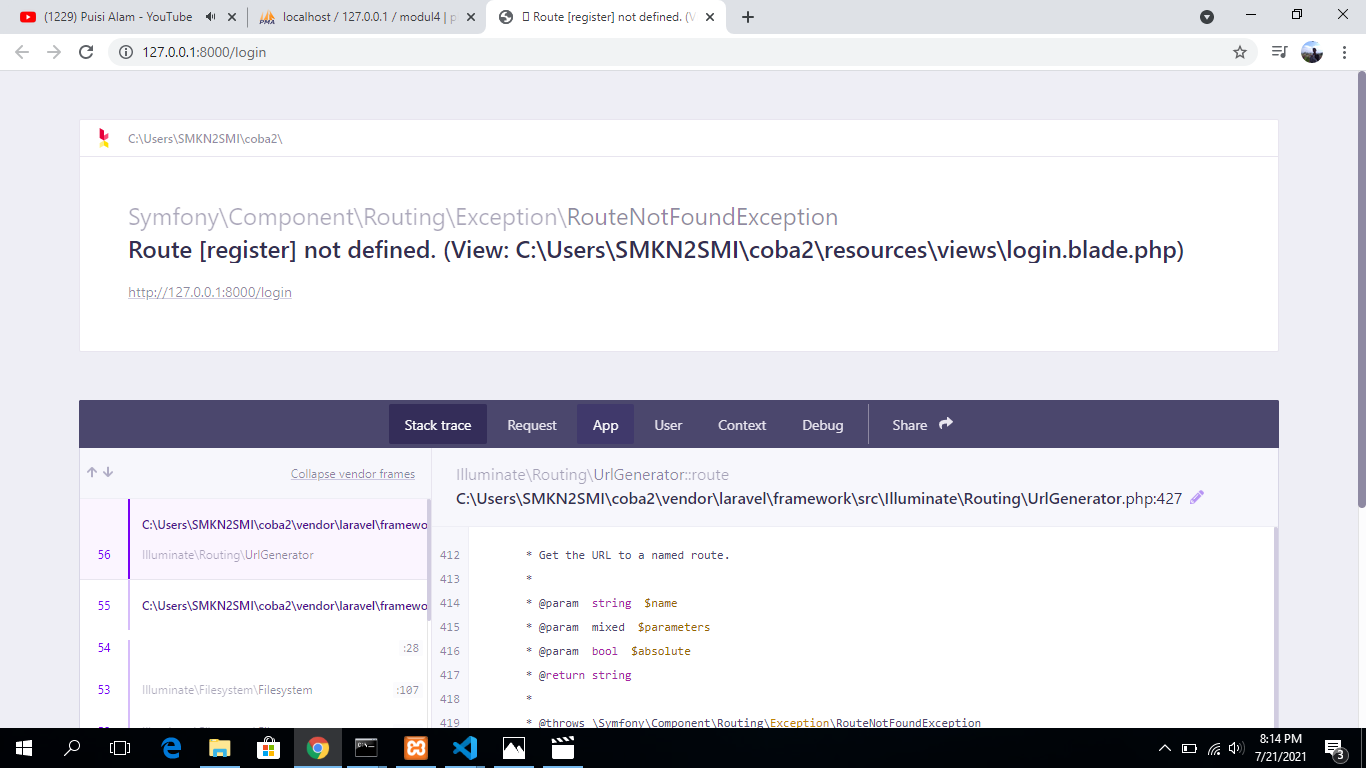 (1229) Puisi Alam - YouTube
localhost / 127.0.0.1 / modul4 | p
Route [register] not defined. (V
127.0.0.1:8000/login
C:\Users\SMKN2SMI\coba2\
Symfony\Component\Routing\Exception\RouteNotFoundException
Route [register] not defined. (View: C:\Users\SMKN2SMI\coba2\resources\views\login.blade.php)
http://127.0.0.1:8000/login
Stack trace Request App User Context Debug Share
Collapse vendor frames
C:\Users\SMKN2SMI\coba2\vendor\laravel\framewo
56 Illuminate\Routing\UrlGenerator
55 C:\Users\SMKN2SMI\coba2\vendor\laravel\framewo
54 :28
53 Illuminate\Filesystem\Filesystem :107
Illuminate\Routing\UrlGenerator::route
C:\Users\SMKN2SMI\coba2\vendor\laravel\framework\src\Illuminate\Routing\UrlGenerator.php:427
412 * Get the URL to a named route.
413 *
414 * @param string $name
415 * @param mixed $parameters
416 * @param bool $absolute
417 * @return string
418 *
419 * @throws \Symfony\Component\Routing\Exception\RouteNotFoundException
8:14 PM
7/21/2021
3